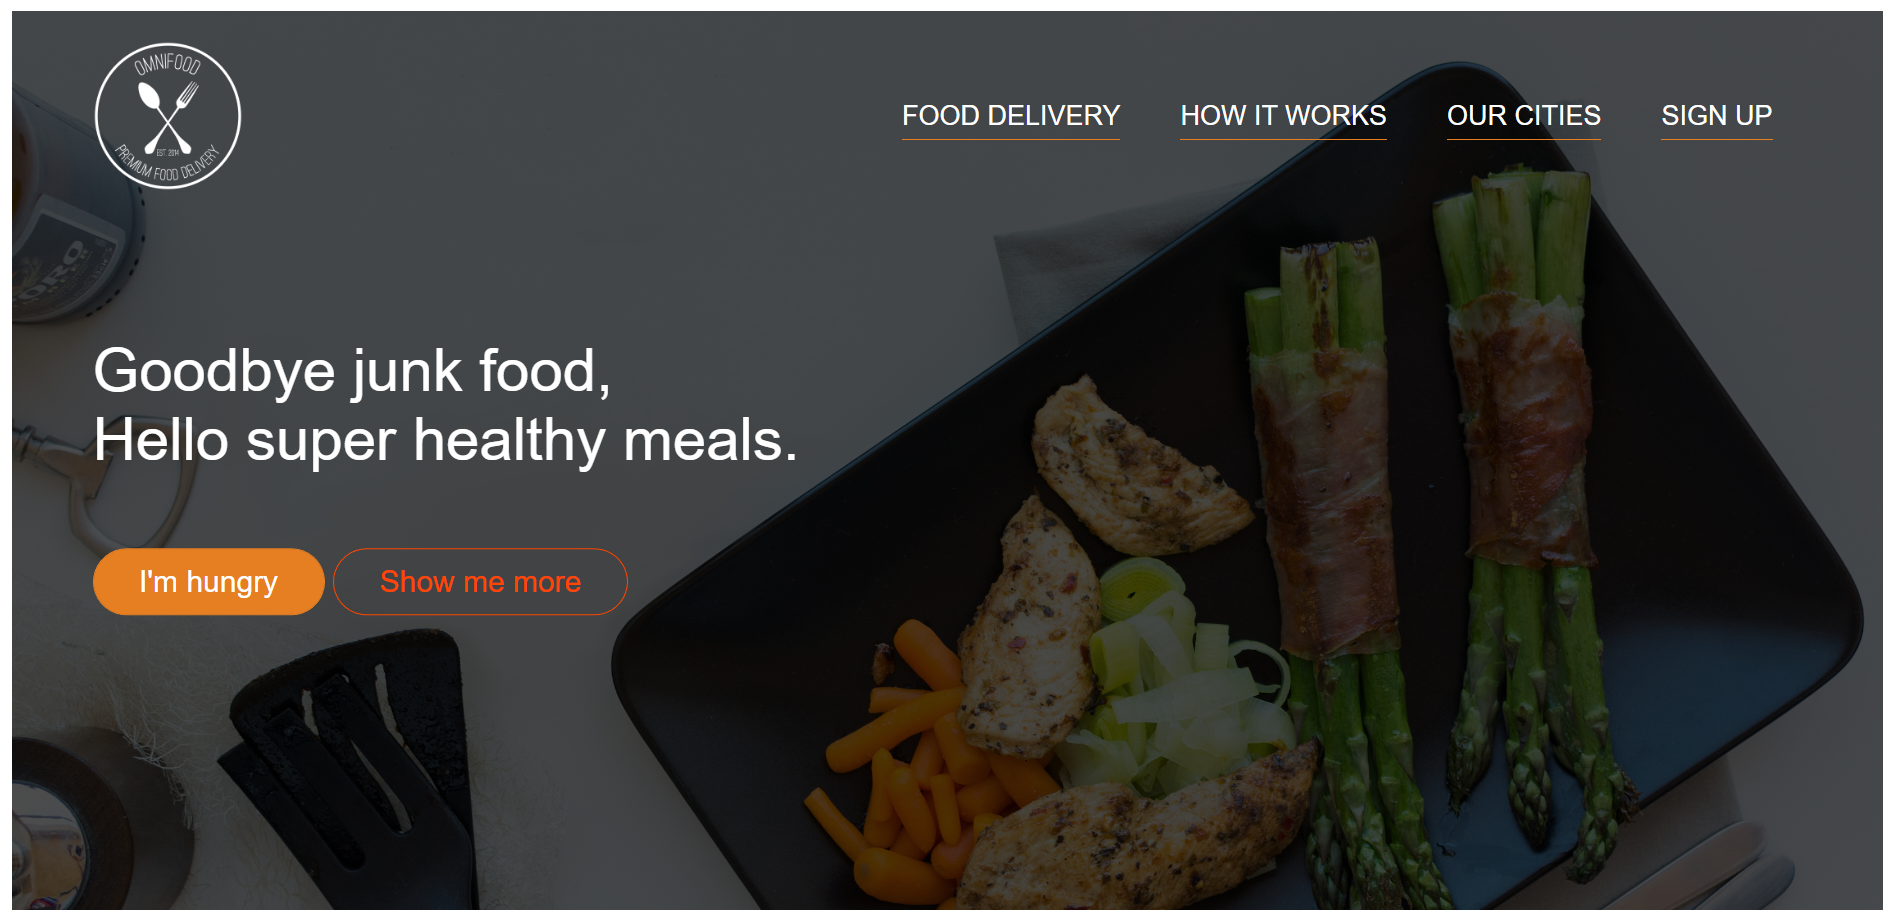 OMNIFOOD
EST 2014
PREMIUM FOOD DELIVERY
FOOD DELIVERY
HOW IT WORKS
OUR CITIES
SIGN UP
Goodbye junk food,
Hello super healthy meals.
I'm hungry
Show me more